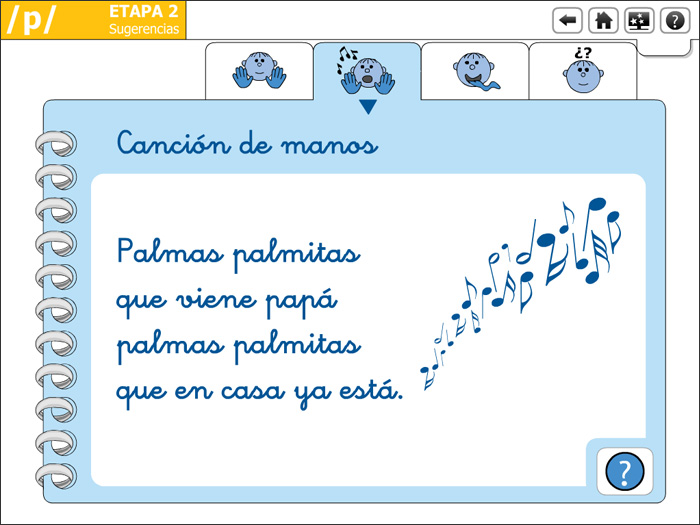 /p/
ETAPA 2
Sugerencias
?
¿?
Canción de manos
Palmas palmitas
que viene papá
palmas palmitas
que en casa ya está.
?